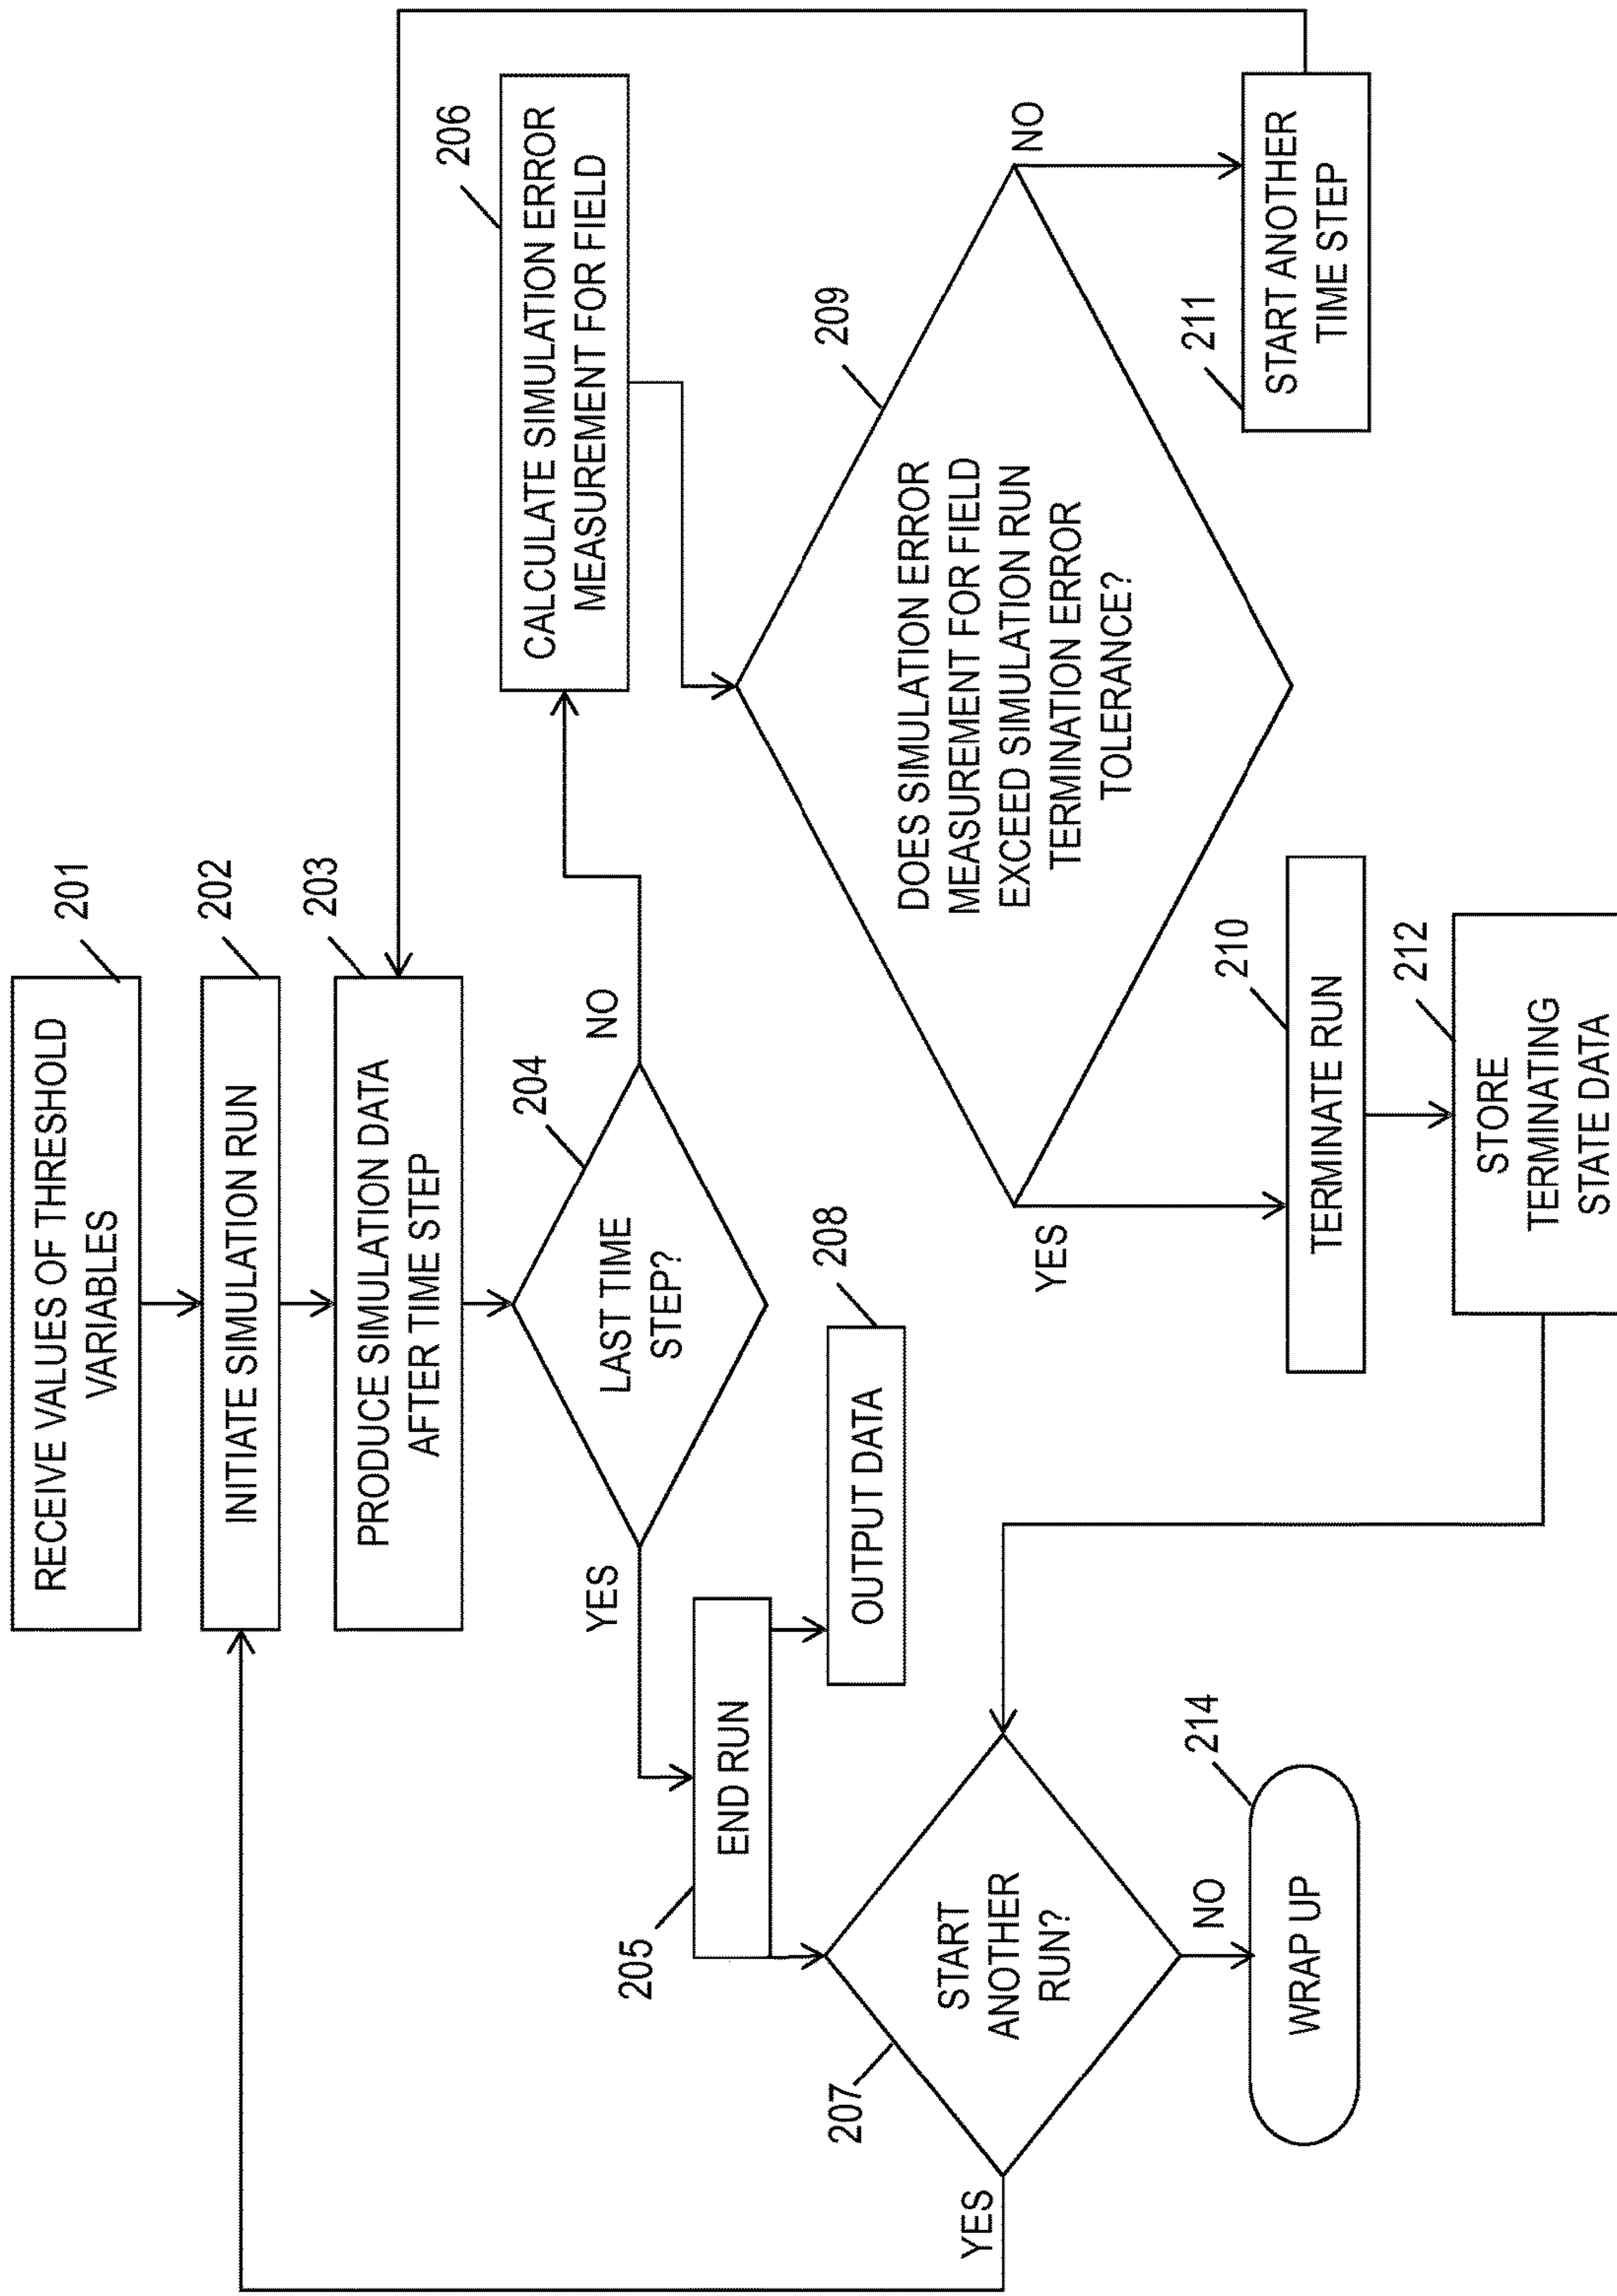 RECEIVE VALUES OF THRESHOLD
VARIABLES
201
INITIATE SIMULATION RUN
202
PRODUCE SIMULATION DATA
AFTER TIME STEP
203
LAST TIME
STEP?
204
YES
NO
END RUN
205
OUTPUT DATA
208
CALCULATE SIMULATION ERROR
MEASUREMENT FOR FIELD
206
DOES SIMULATION ERROR
MEASUREMENT FOR FIELD
EXCEED SIMULATION RUN
TERMINATION ERROR
TOLERANCE?
209
YES
NO
START
ANOTHER
RUN?
207
YES
NO
WRAP UP
214
TERMINATE RUN
210
START ANOTHER
TIME STEP
211
STORE
TERMINATING
STATE DATA
212